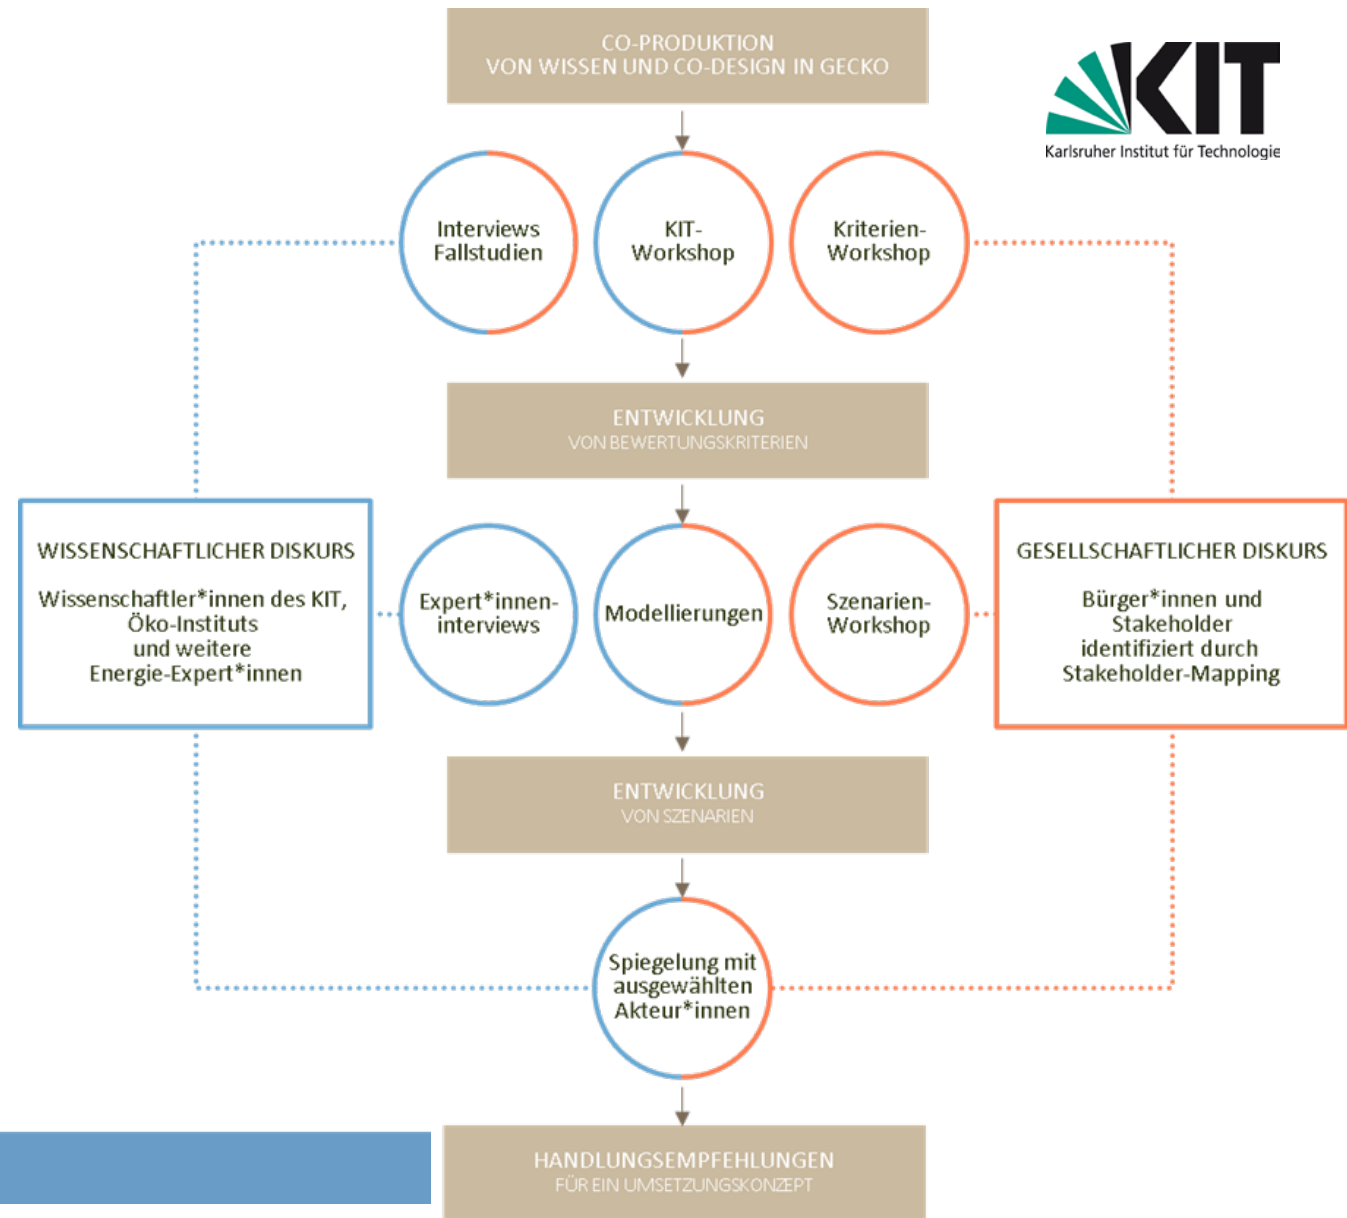 CO-PRODUKTION
VON WISSEN UND CO-DESIGN IN GECKO
KIT
Karlsruher Institut für Technologie
Interviews
Fallstudien
KIT-
Workshop
Kriterien-
Workshop
ENTWICKLUNG
VON BEWERTUNGSKRITERIEN
WISSENSCHAFTLICHER DISKURS
Wissenschaftler*innen des KIT,
Öko-Instituts
und weitere
Energie-Expert*innen
Expert*innen-
interviews
Modellierungen
Szenarien-
Workshop
GESELLSCHAFTLICHER DISKURS
Bürger*innen und
Stakeholder
identifiziert durch
Stakeholder-Mapping
ENTWICKLUNG
VON SZENARIEN
Spiegelung mit
ausgewählten
Akteur*innen
HANDLUNGSEMPFEHLUNGEN
FÜR EIN UMSETZUNGSKONZEPT